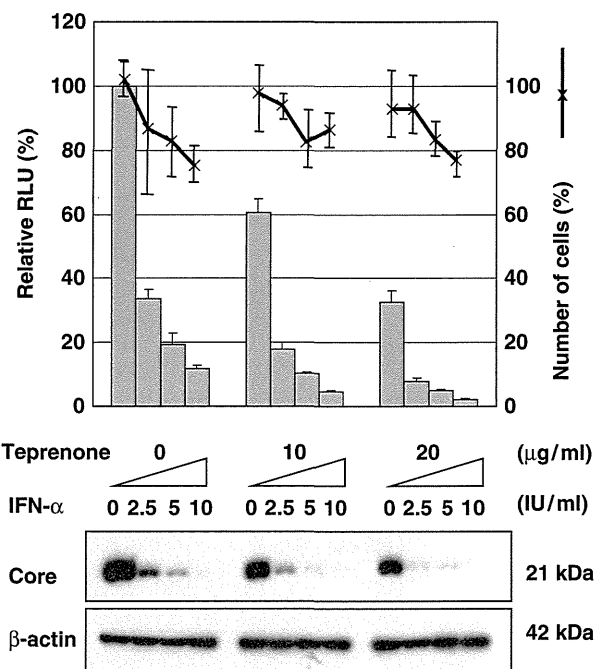 120
100
80
60
40
20
0
Relative RLU (%)
100
80
60
40
20
0
Number of cells (%)
Teprenone 0 10 20 (μg/ml)
IFN-α 0 2.5 5 10 0 2.5 5 10 0 2.5 5 10 (IU/ml)
Core 21 kDa
β-actin 42 kDa